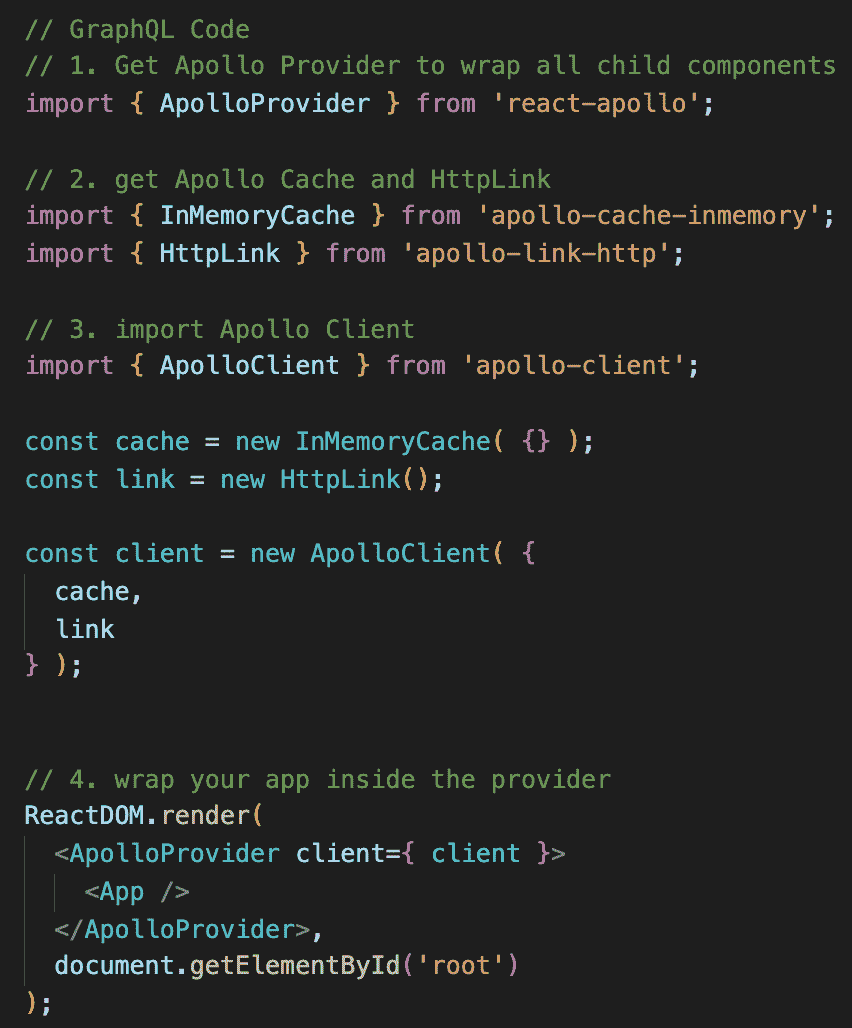 // GraphQL Code
// 1. Get Apollo Provider to wrap all child components
import { ApolloProvider } from 'react-apollo';
// 2. get Apollo Cache and HttpLink
import { InMemoryCache } from 'apollo-cache-inmemory';
import { HttpLink } from 'apollo-link-http';
// 3. import Apollo Client
import { ApolloClient } from 'apollo-client';
const cache = new InMemoryCache( {} );
const link = new HttpLink();
const client = new ApolloClient( {
  cache,
  link
} );
// 4. wrap your app inside the provider
ReactDOM.render(
  <ApolloProvider client={ client }>
    <App />
  </ApolloProvider>,
  document.getElementById('root')
);